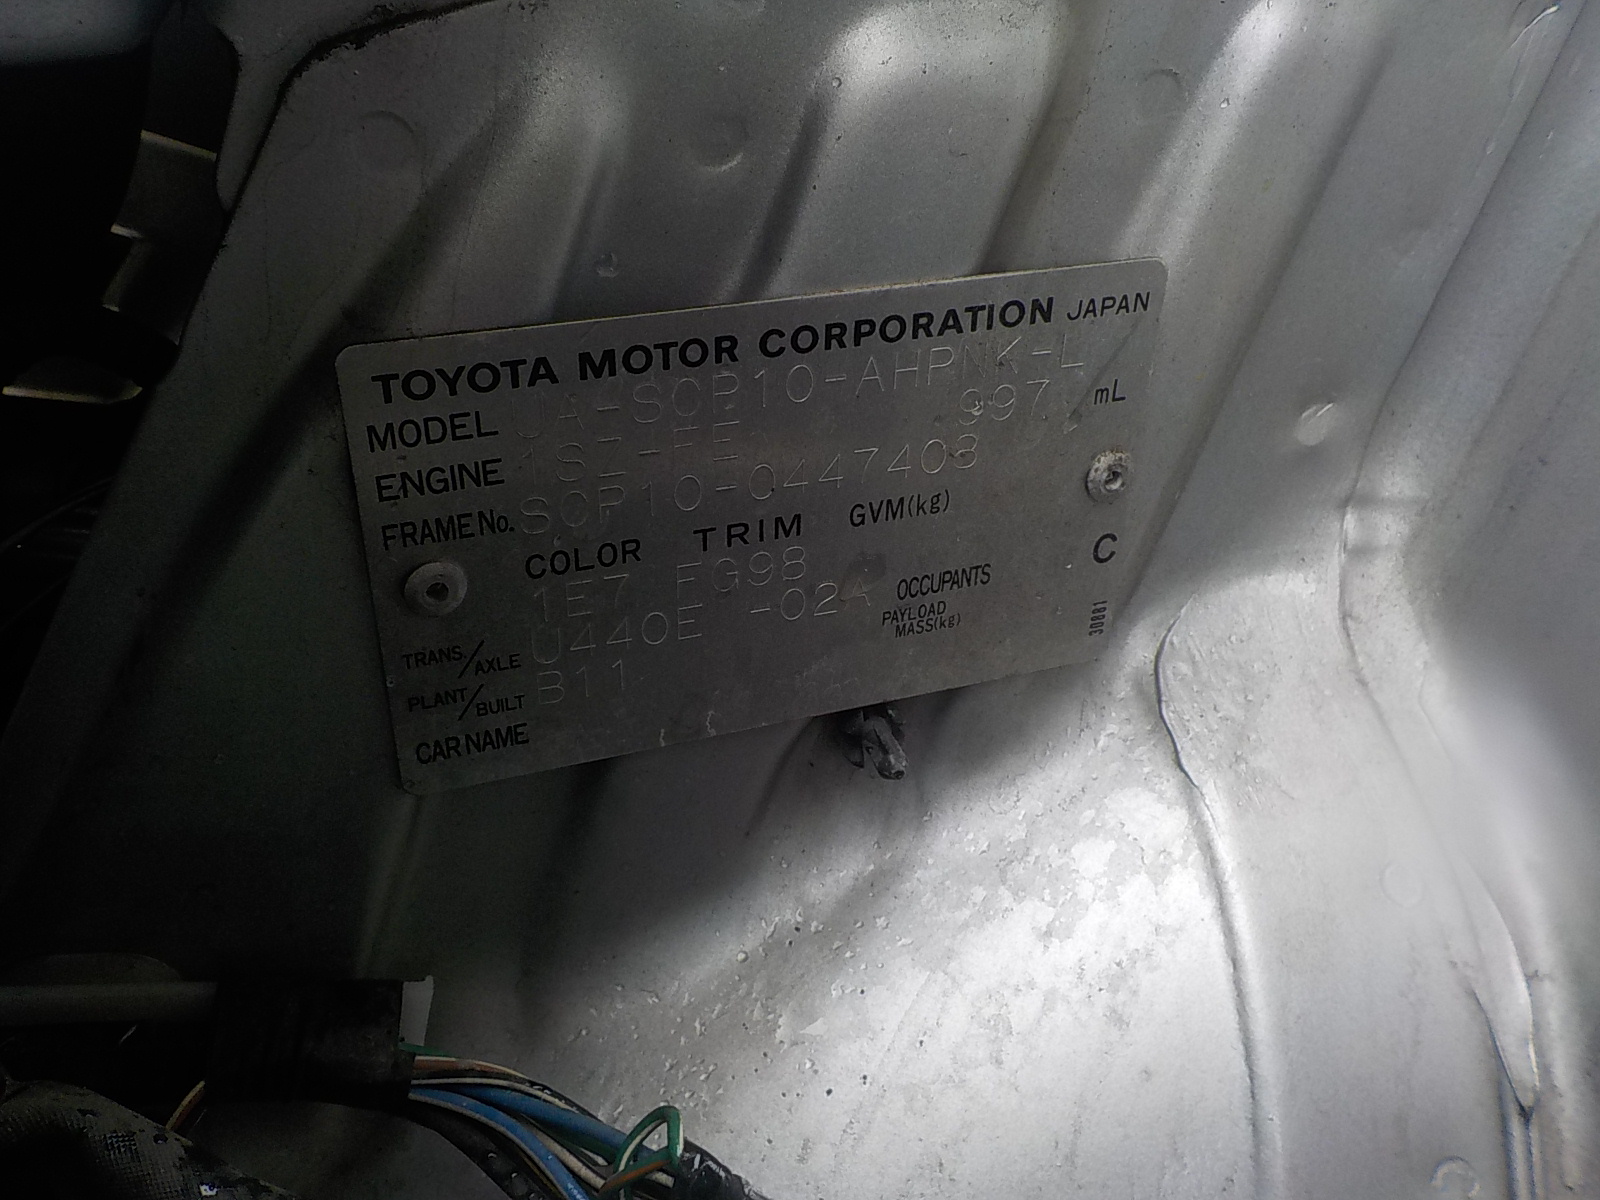 TOYOTA MOTOR CORPORATION JAPAN
MODEL UA-SCP10-AHPNK-L
ENGINE 1SZ-FE 997 mL
FRAME No. SCP10-0447403
COLOR TRIM GVM(kg)
1E7 FG98
C
TRANS./AXLE U440E -02A OCCUPANTS
PAYLOAD
MASS(kg)
30881
PLANT/BUILT B11
CAR NAME